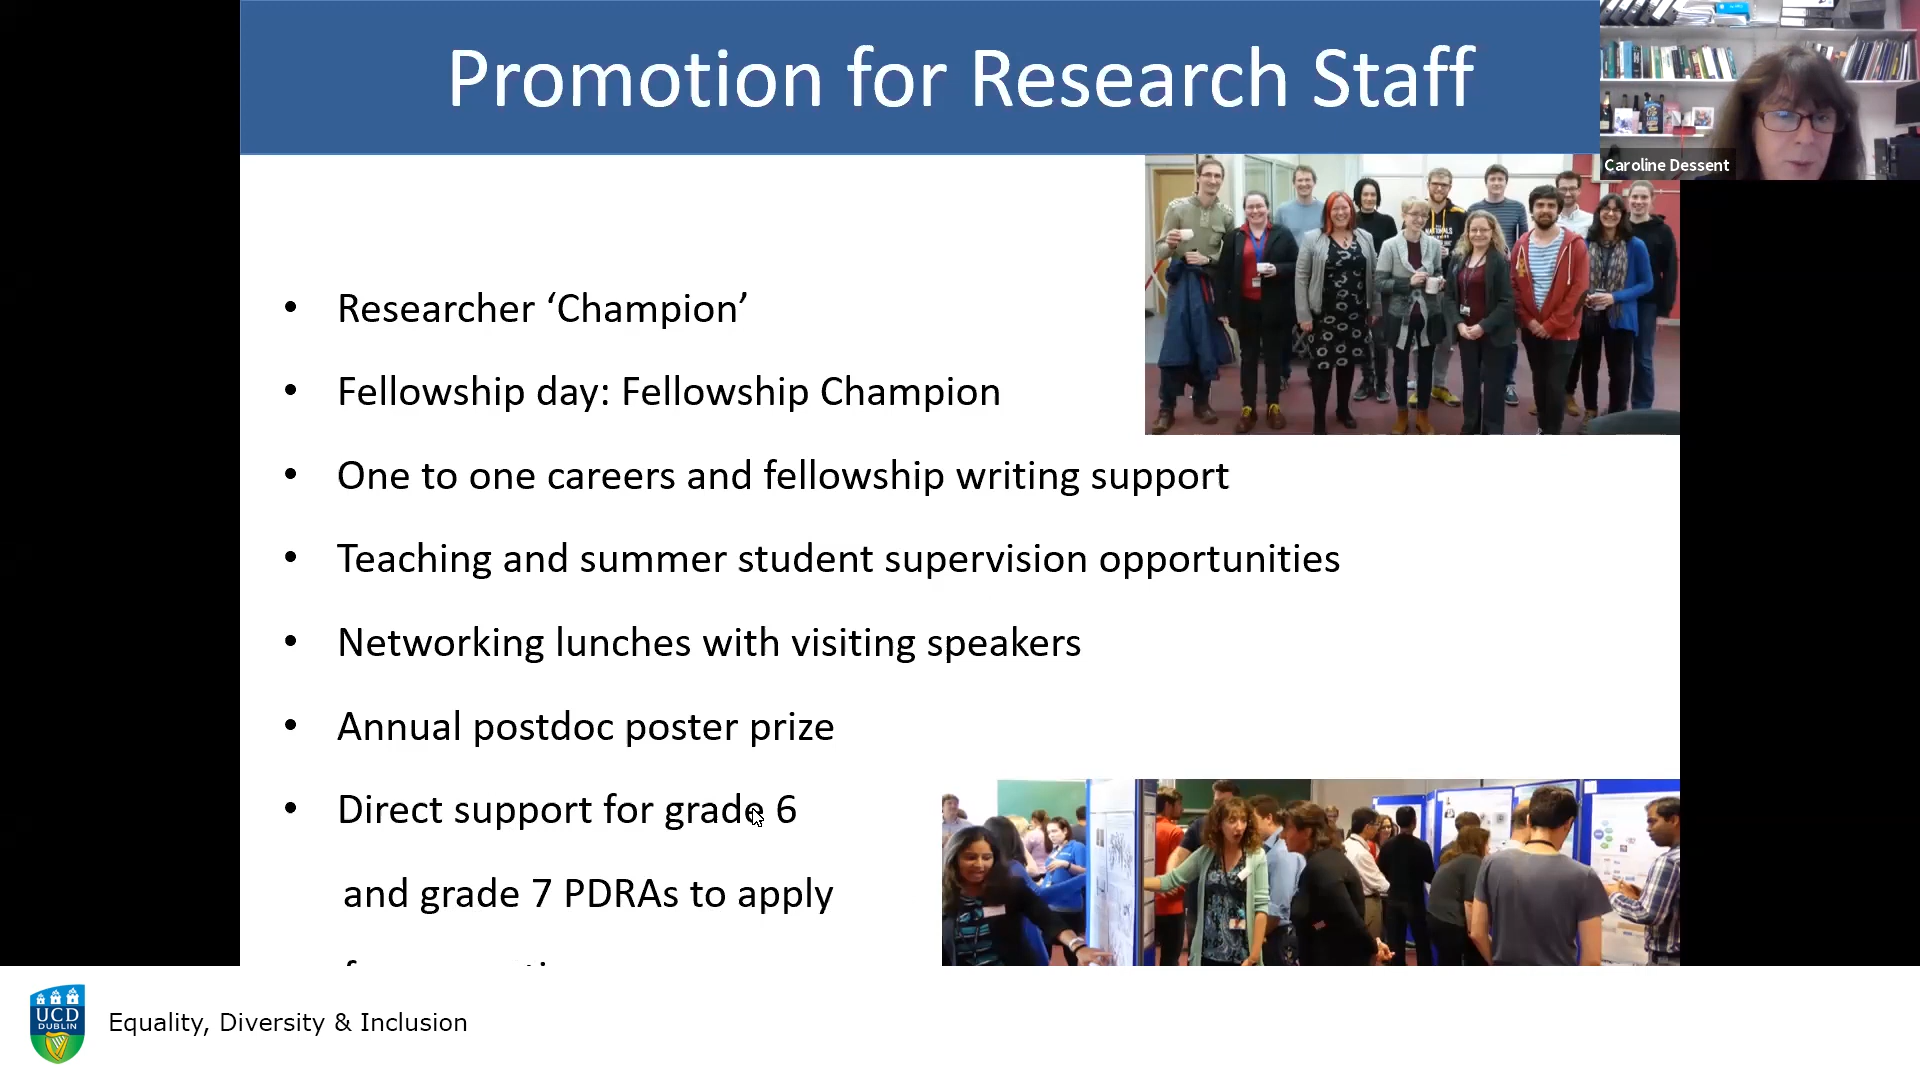 Promotion for Research Staff
Caroline Dessent
• Researcher ‘Champion’
• Fellowship day: Fellowship Champion
• One to one careers and fellowship writing support
• Teaching and summer student supervision opportunities
• Networking lunches with visiting speakers
• Annual postdoc poster prize
• Direct support for grade 6
and grade 7 PDRAs to apply
UCD
DUBLIN
Equality, Diversity & Inclusion